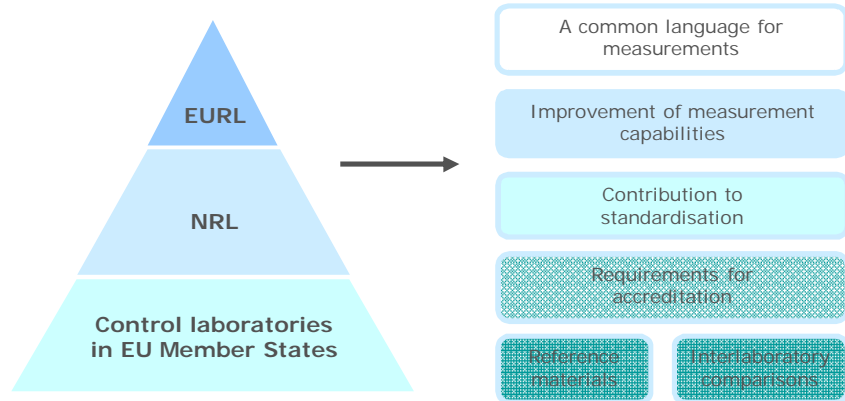 EURL
NRL
Control laboratories
in EU Member States
A common language for
measurements
Improvement of measurement
capabilities
Contribution to
standardisation
Requirements for
accreditation
Reference
materials
Interlaboratory
comparisons